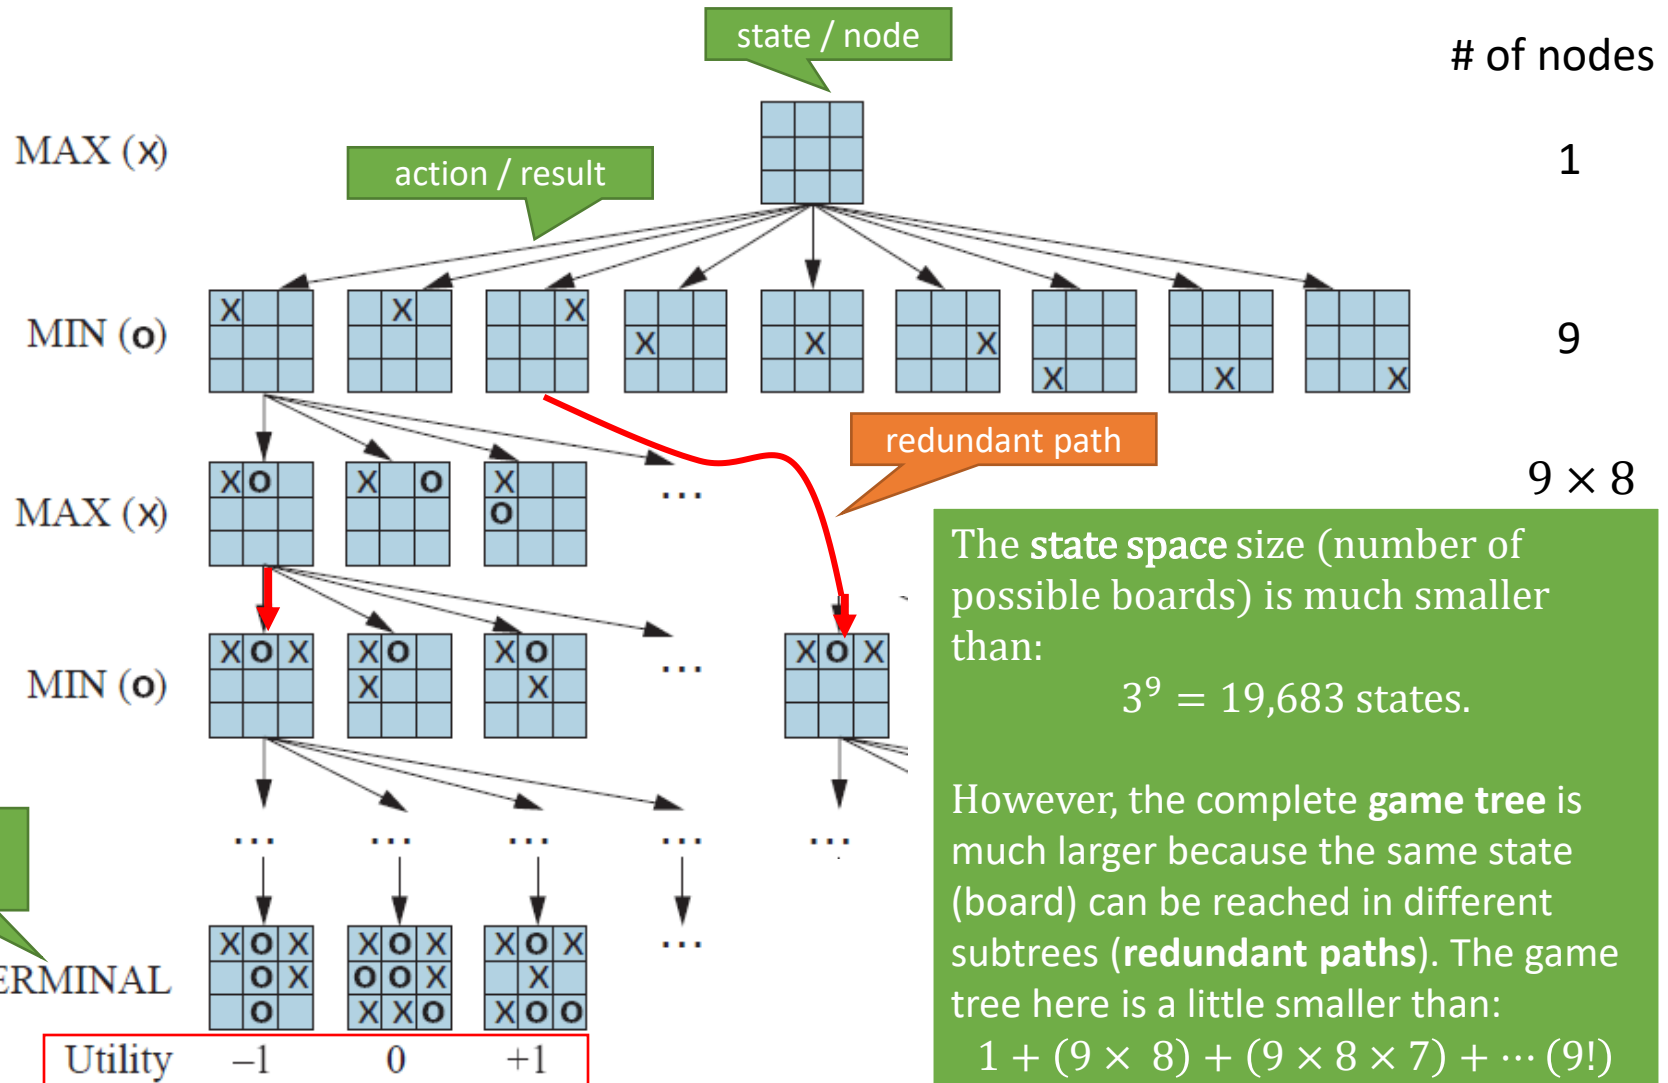 state / node
# of nodes
MAX (x)
action / result
1
X X X X X X X X X
MIN (o)
9
redundant path
X O X O X
O
...
9 × 8
MAX (x)
The state space size (number of
possible boards) is much smaller
than:
3⁹ = 19,683 states.
X O X X O X O X O X
X X
...
MIN (o)
However, the complete game tree is
much larger because the same state
(board) can be reached in different
subtrees (redundant paths). The game
tree here is a little smaller than:
1 + (9 × 8) + (9 × 8 × 7) + ⋯ (9!)
... ... ... ... ...
X O X X O X X O X
O X O O X X
O X X O X O O
...
ERMINAL
Utility −1 0 +1